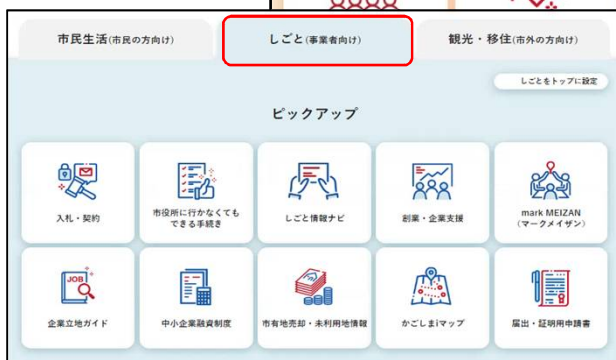 市民生活(市民の方向け)
しごと(事業者向け)
観光・移住(市外の方向け)
しごとをトップに設定
ピックアップ
入札・契約
市役所に行かなくても
できる手続き
しごと情報ナビ
創業・企業支援
mark MEIZAN
(マークメイザン)
JOB
企業立地ガイド
中小企業融資制度
市有地売却・未利用地情報
かごしまiマップ
届出・証明用申請書